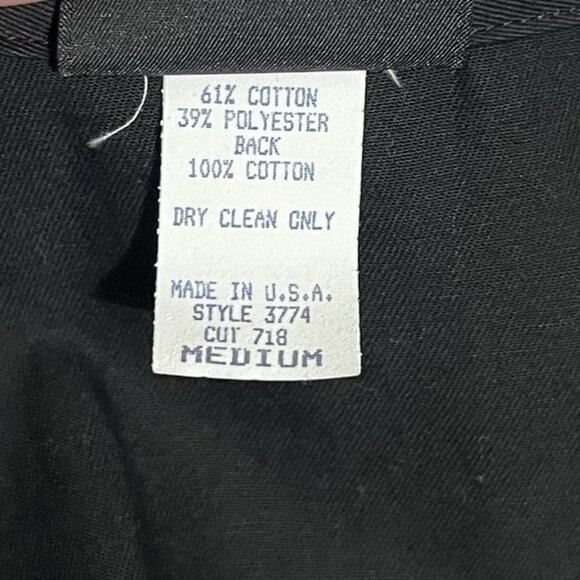 61% COTTON
39% POLYESTER
BACK
100% COTTON
DRY CLEAN ONLY
MADE IN U.S.A.
STYLE 3774
CUT 718
MEDIUM